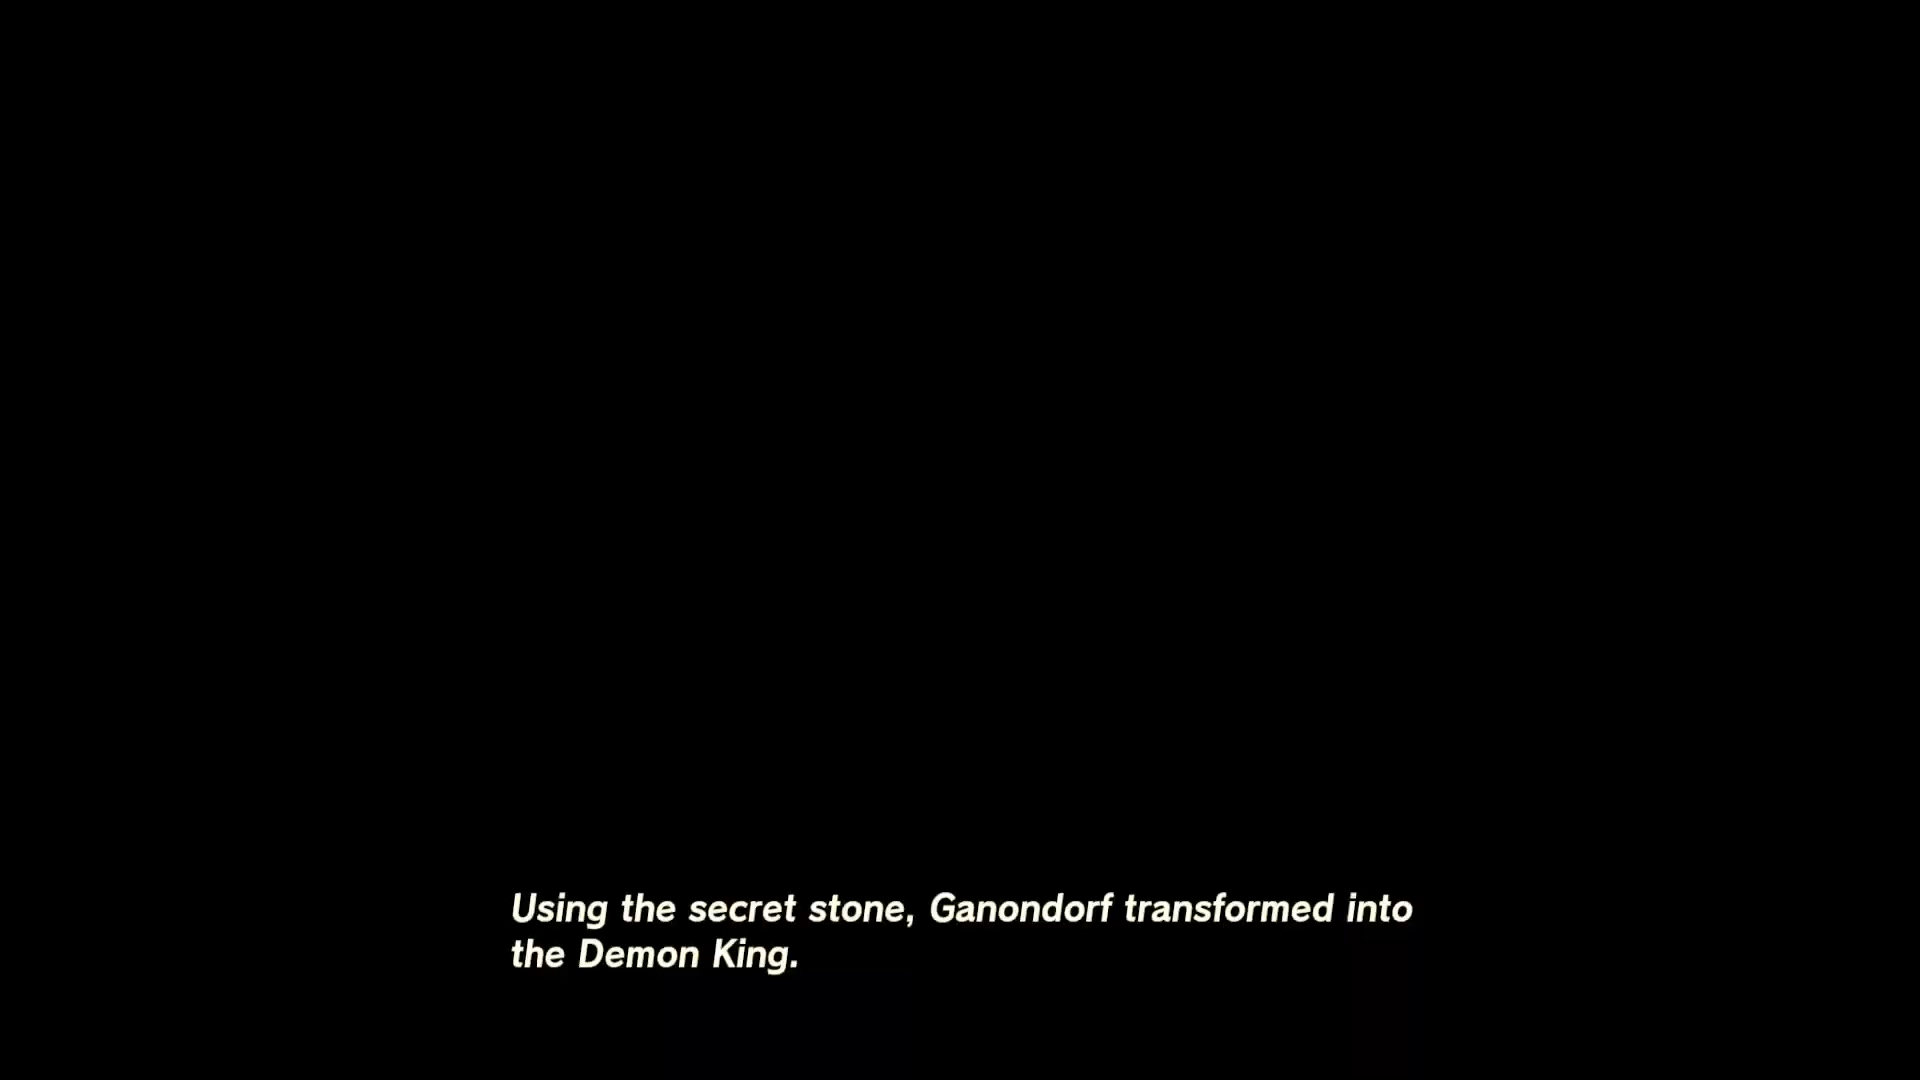 Using the secret stone, Ganondorf transformed into
the Demon King.